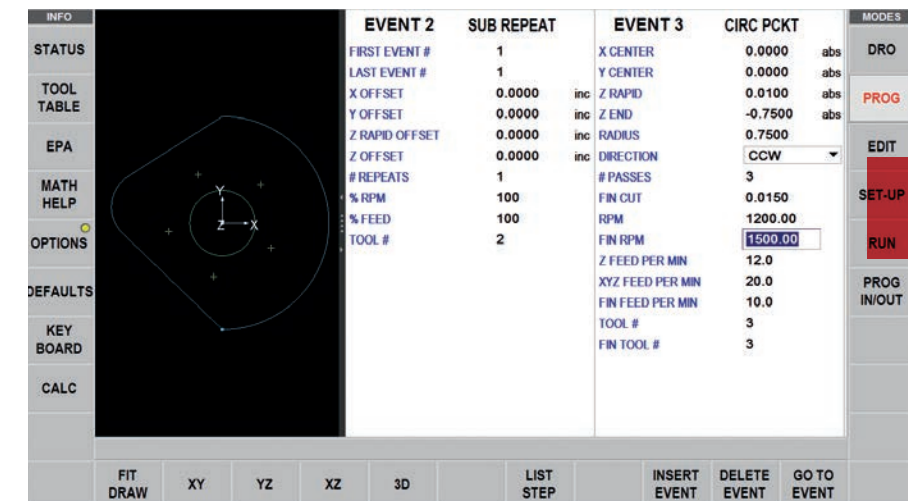 INFO
STATUS
TOOL
TABLE
EPA
MATH
HELP
OPTIONS
DEFAULTS
KEY
BOARD
CALC
Y
Z
X
EVENT 2 SUB REPEAT
FIRST EVENT # 1
LAST EVENT # 1
X OFFSET 0.0000 inc
Y OFFSET 0.0000 inc
Z RAPID OFFSET 0.0000 inc
Z OFFSET 0.0000 inc
# REPEATS 1
% RPM 100
% FEED 100
TOOL # 2
EVENT 3 CIRC PCKT
X CENTER 0.0000 abs
Y CENTER 0.0000 abs
Z RAPID 0.0100 abs
Z END -0.7500 abs
RADIUS 0.7500
DIRECTION CCW
# PASSES 3
FIN CUT 0.0150
RPM 1200.00
FIN RPM 1500.00
Z FEED PER MIN 12.0
XYZ FEED PER MIN 20.0
FIN FEED PER MIN 10.0
TOOL # 3
FIN TOOL # 3
MODES
DRO
PROG
EDIT
SET-UP
RUN
PROG
IN/OUT
FIT
DRAW
XY
YZ
XZ
3D
LIST
STEP
INSERT
EVENT
DELETE
EVENT
GO TO
EVENT